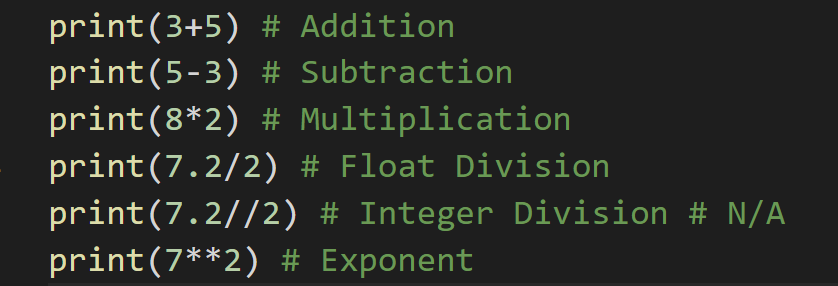 print(3+5) # Addition
print(5-3) # Subtraction
print(8*2) # Multiplication
print(7.2/2) # Float Division
print(7.2//2) # Integer Division # N/A
print(7**2) # Exponent